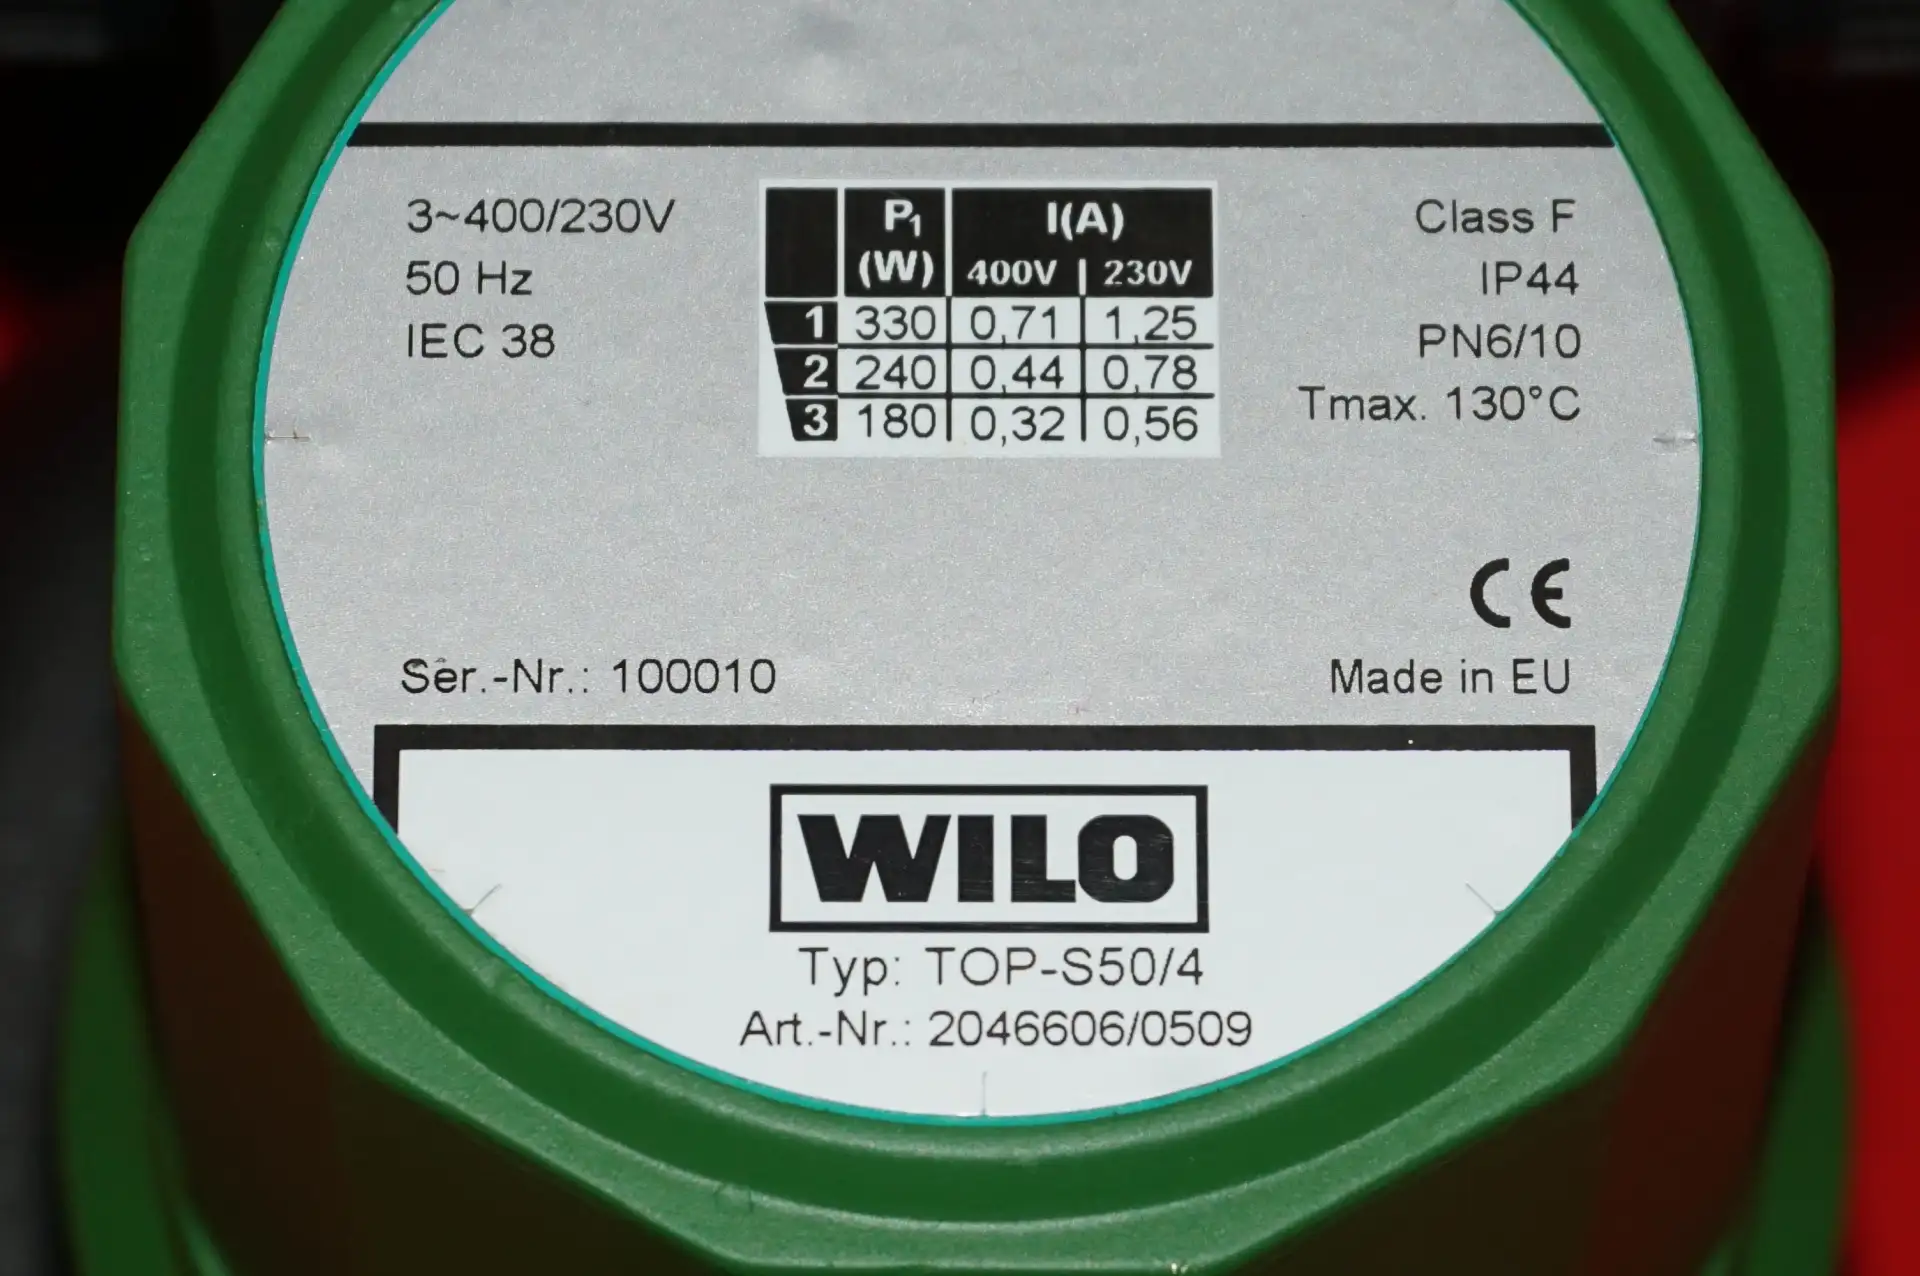 3~400/230V
50 Hz
IEC 38
P1 (W) I(A)
400V | 230V
1 330 0,71 1,25
2 240 0,44 0,78
3 180 0,32 0,56
Class F
IP44
PN6/10
Tmax. 130°C
CE
Ser.-Nr.: 100010
Made in EU
WILO
Typ: TOP-S50/4
Art.-Nr.: 2046606/0509